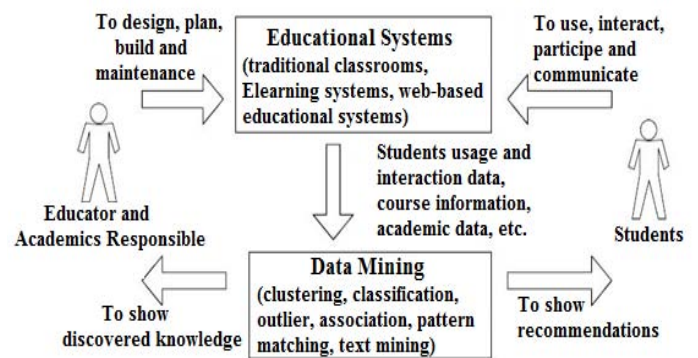 To design, plan,
build and
maintenance
Educational Systems
(traditional classrooms,
Elearning systems, web-based
educational systems)
To use, interact,
participe and
communicate
Students usage and
interaction data,
course information,
academic data, etc.
Educator and
Academics Responsible
Students
Data Mining
(clustering, classification,
outlier, association, pattern
matching, text mining)
To show
discovered knowledge
To show
recommendations